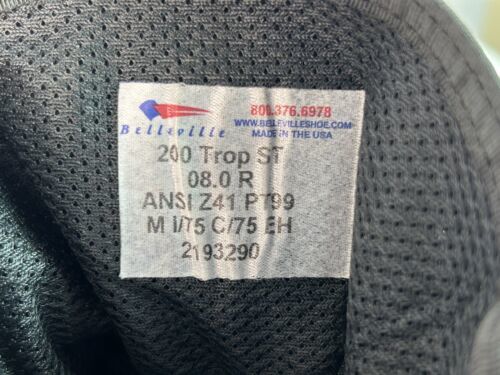 Belleville
800.376.6978
WWW.BELLEVILLESHOE.COM
MADE IN THE USA
200 Trop ST
08.0 R
ANSI Z41 PT99
M I/75 C/75 EH
2193290